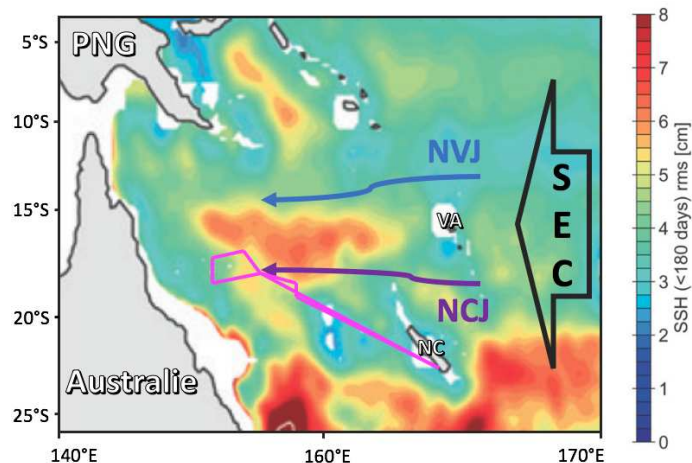 PNG
5°S
10°S
15°S
20°S
25°S
140°E
160°E
170°E
NVJ
VA
NCJ
NC
Australie
S
E
C
8
7
6
5
4
3
2
1
0
SSH (<180 days) rms [cm]